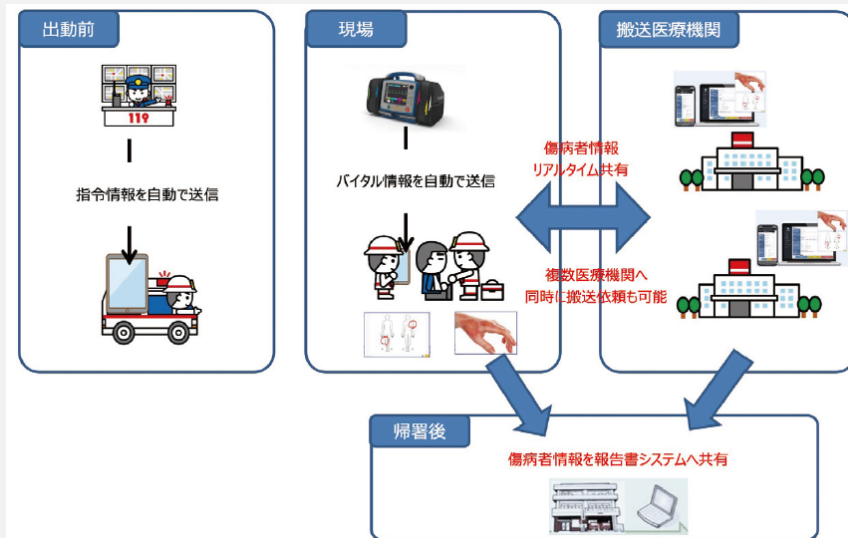 出動前
119
指令情報を自動で送信
現場
バイタル情報を自動で送信
傷病者情報
リアルタイム共有
複数医療機関へ
同時に搬送依頼も可能
搬送医療機関
帰署後
傷病者情報を報告書システムへ共有